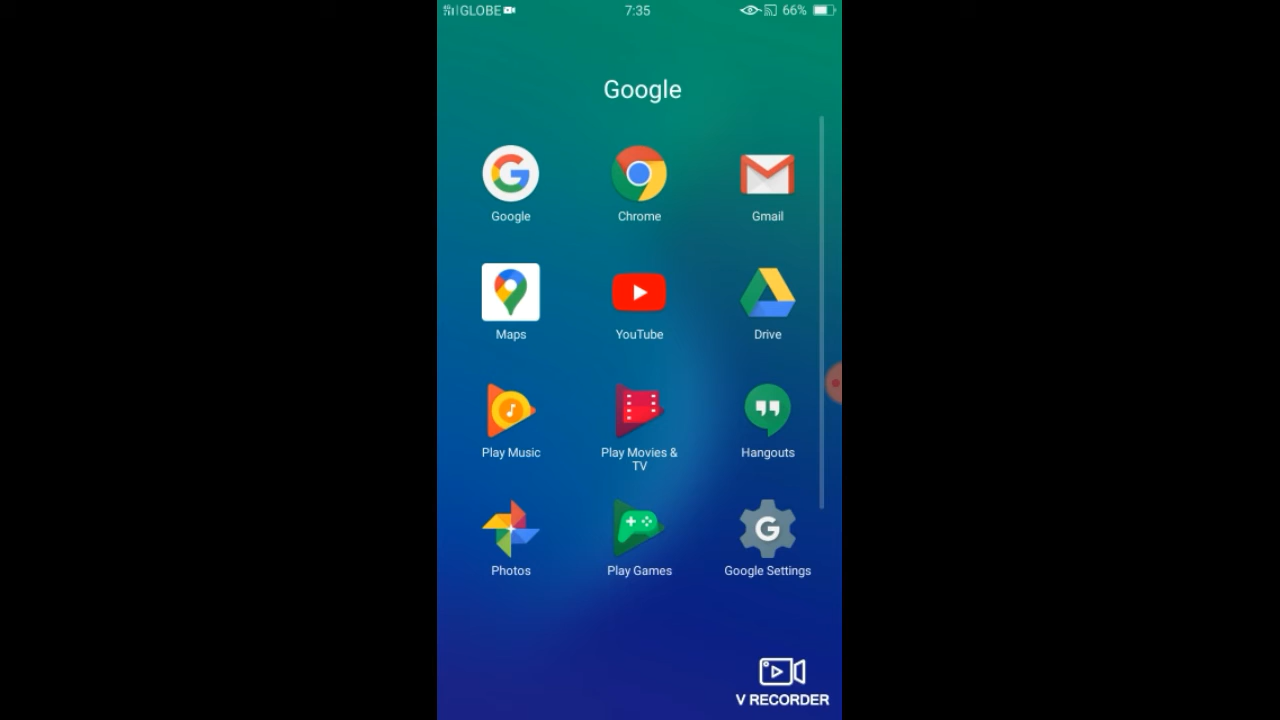 GLOBE
7:35
66%
Google
Google
Chrome
Gmail
Maps
YouTube
Drive
Play Music
Play Movies &
TV
Hangouts
Photos
Play Games
Google Settings
V RECORDER